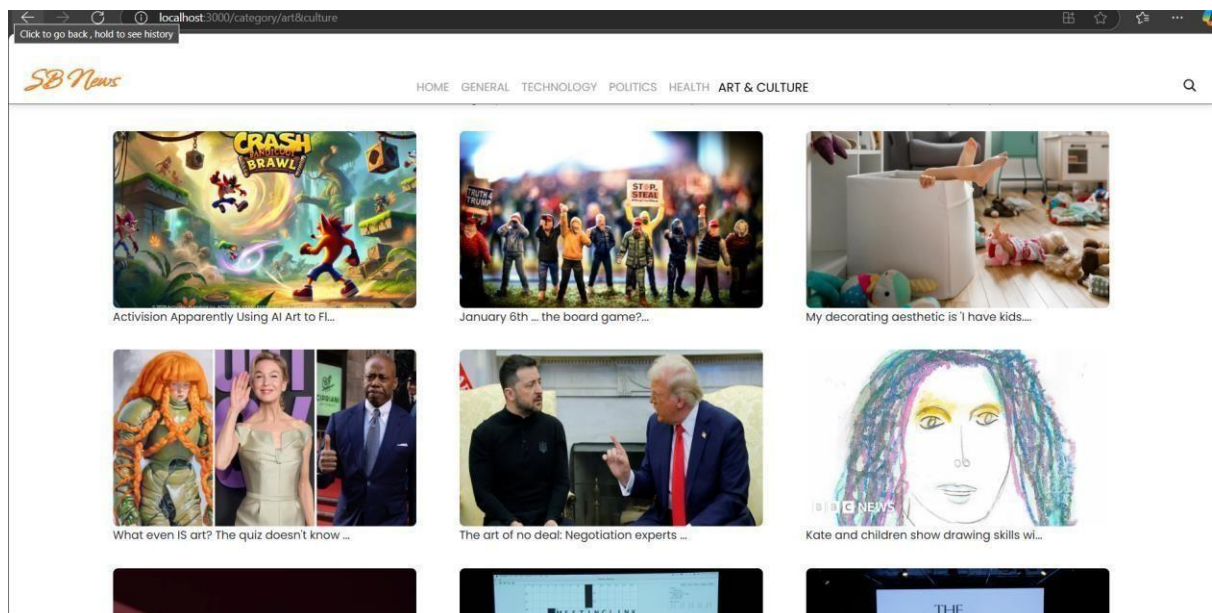 localhost:3000/category/art&culture
Click to go back , hold to see history
SB News
HOME GENERAL TECHNOLOGY POLITICS HEALTH ART & CULTURE
CRASH
BANDICOOT
BRAWL
TRUTH &
TRUMP
STOP
STEAL
Activision Apparently Using AI Art to Fl...
January 6th ... the board game?...
My decorating aesthetic is 'I have kids....
CIPRIANI
BBC NEWS
What even IS art? The quiz doesn't know ...
The art of no deal: Negotiation experts ...
Kate and children show drawing skills wi...
MEETINGLINK
THE